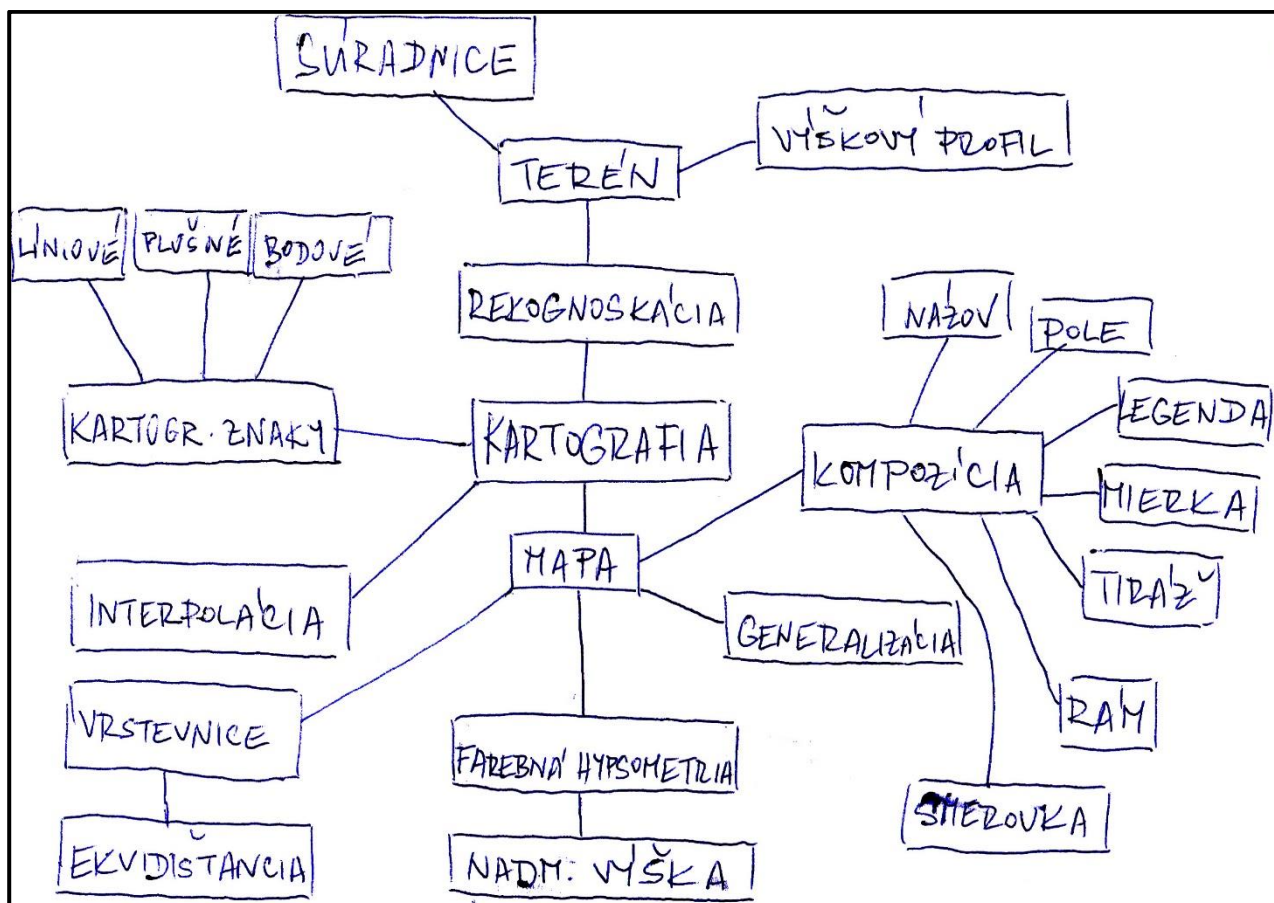 SÚRADNICE
VÝŠKOVÝ PROFIL
TERÉN
LÍNIOVÉ
PLOŠNÉ
BODOVÉ
REKOGNOSKÁCIA
NÁZOV
POLE
LEGENDA
KARTOGR. ZNAKY
KARTOGRAFIA
KOMPOZÍCIA
MIERKA
MAPA
TIRÁŽ
INTERPOLÁCIA
GENERALIZÁCIA
VRSTEVNICE
RÁM
FAREBNÁ HYPSOMETRIA
SMEROVKA
EKVIDIŠTANCIA
NADM. VÝŠKA